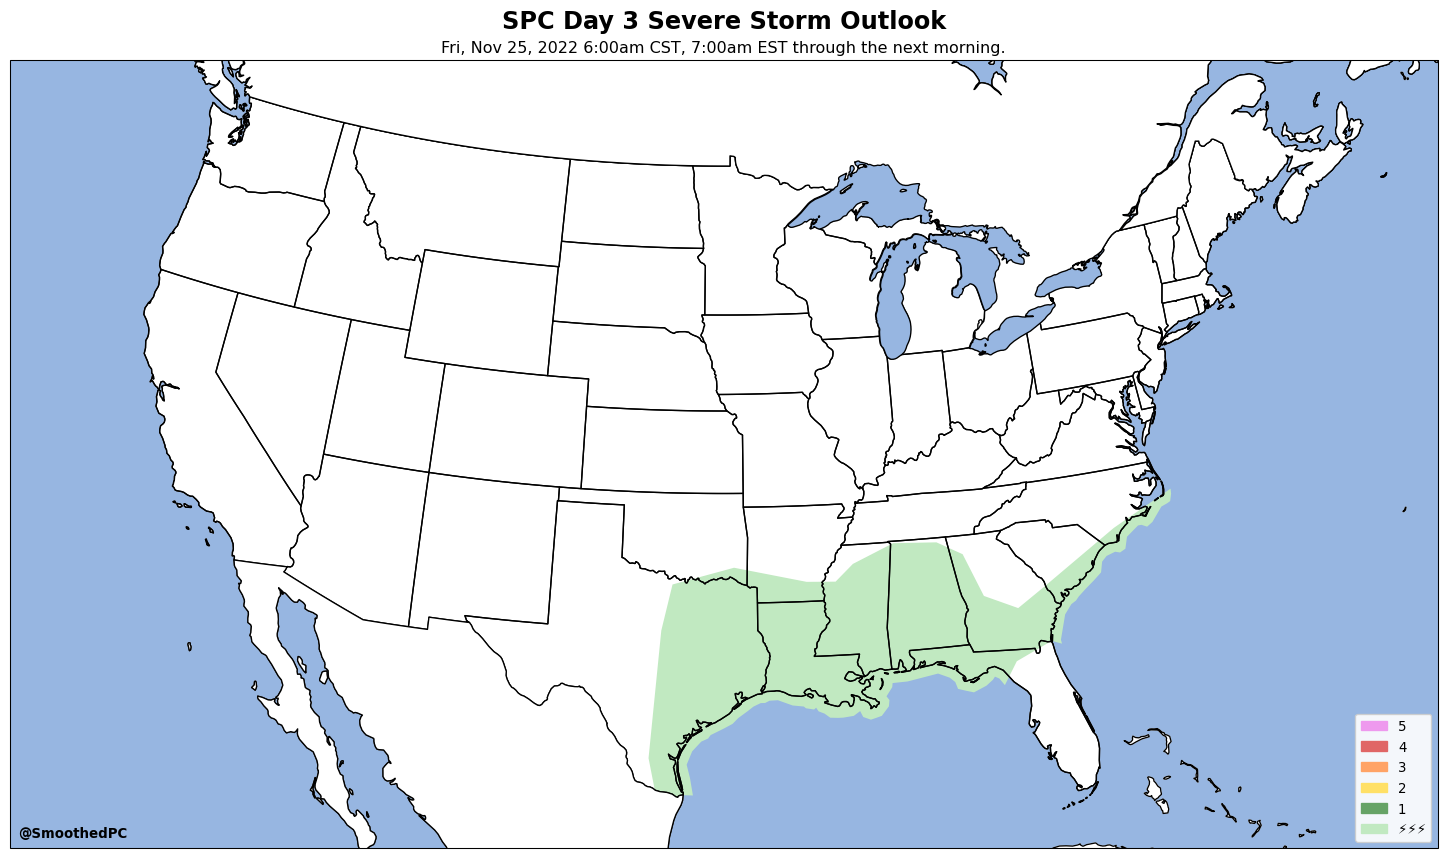 SPC Day 3 Severe Storm Outlook
Fri, Nov 25, 2022 6:00am CST, 7:00am EST through the next morning.
5
4
3
2
1
⚡⚡⚡
@SmoothedPC